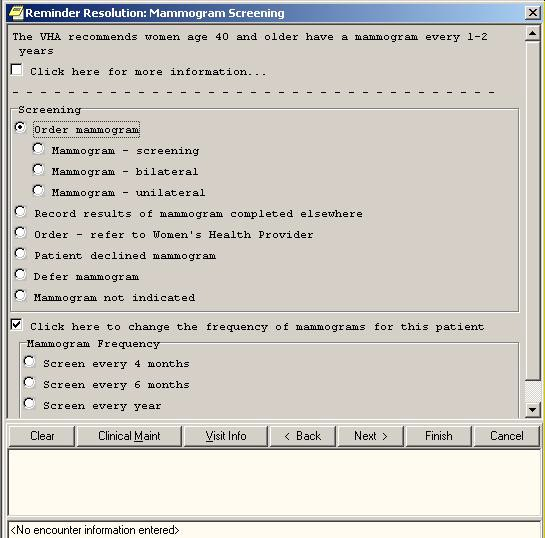 Reminder Resolution: Mammogram Screening
The VHA recommends women age 40 and older have a mammogram every 1-2
years
Click here for more information...
Screening
Order mammogram
Mammogram - screening
Mammogram - bilateral
Mammogram - unilateral
Record results of mammogram completed elsewhere
Order - refer to Women's Health Provider
Patient declined mammogram
Defer mammogram
Mammogram not indicated
Click here to change the frequency of mammograms for this patient
Mammogram Frequency
Screen every 4 months
Screen every 6 months
Screen every year
Clear Clinical Maint Visit Info < Back Next > Finish Cancel
<No encounter information entered>